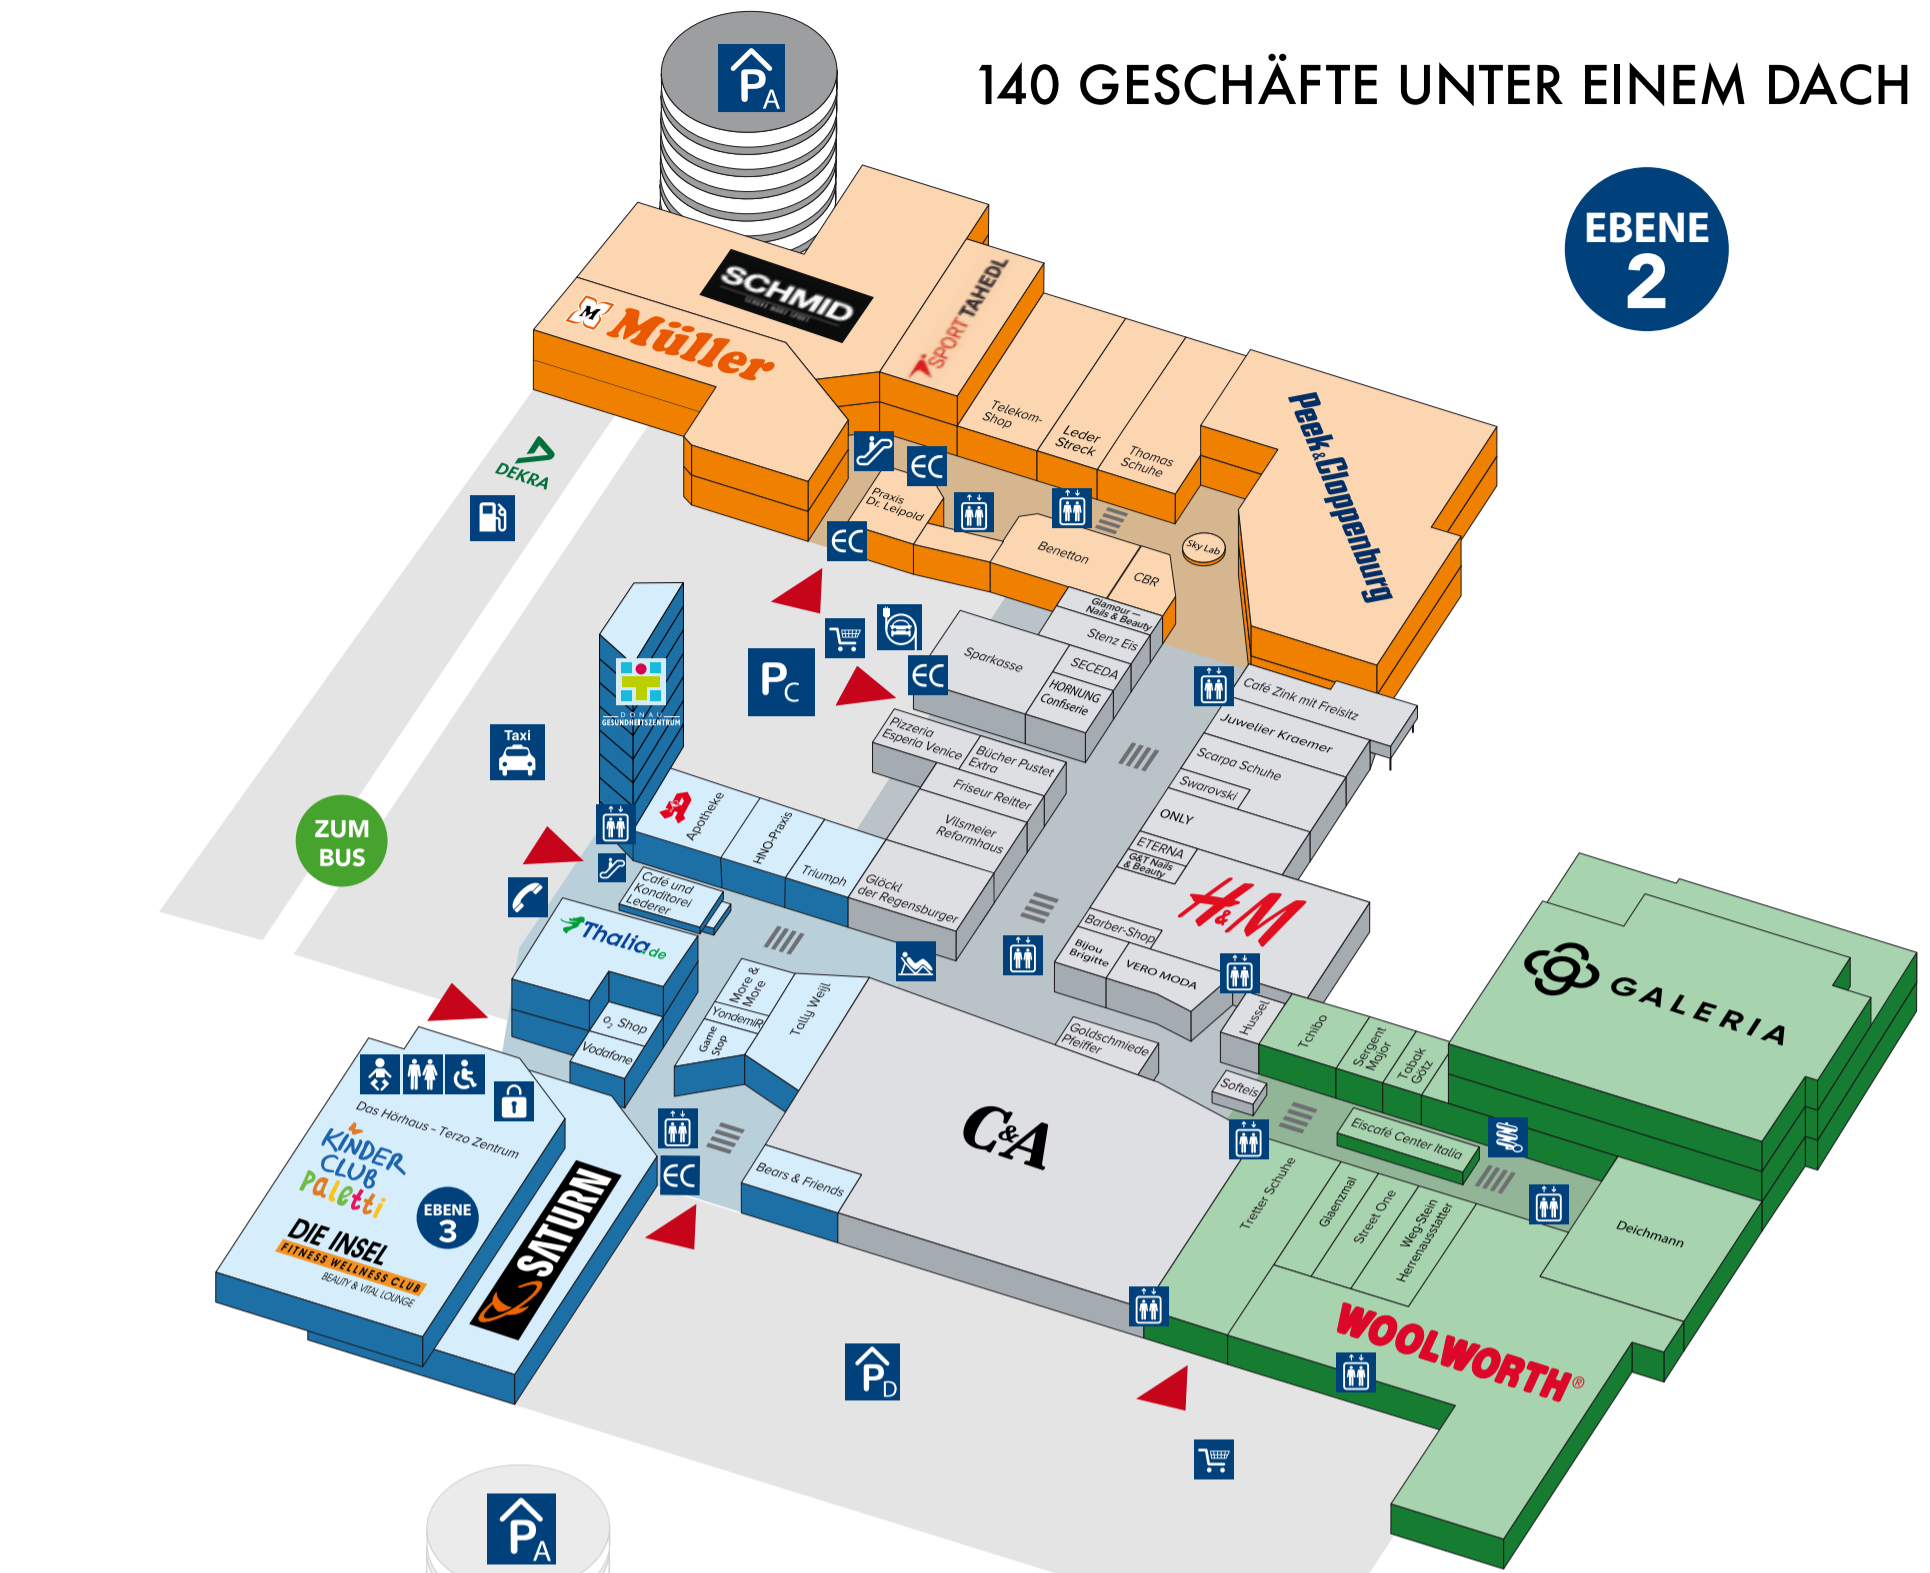 140 GESCHÄFTE UNTER EINEM DACH
P
A
EBENE
2
SCHMID
SPORT TAHEDL
M Müller
Telekom-
Shop
Leder
Streck
Thomas
Schuhe
Peek & Cloppenburg
DEKRA
EC
Praxis
Dr. Leipold
EC
Benetton
CBR
Sky Lab
Glamour –
Nails & Beauty
Stenz Eis
Sparkasse
SECEDA
HORNUNG
Confiserie
EC
P
C
DONAU
GESUNDHEITSZENTRUM
Café Zink mit Freisitz
Juwelier Kraemer
Scarpa Schuhe
Swarovski
ONLY
ETERNA
G&T Nails
& Beauty
H&M
Barber-Shop
Bijou
Brigitte
VERO MODA
Pizzeria
Esperia Venice
Bücher Pustet
Extra
Friseur Reitter
Vilsmeier
Reformhaus
Glöckl
der Regensburger
Taxi
ZUM
BUS
Apotheke
HNO-Praxis
Triumph
Café und
Konditorei
Lederer
Thalia.de
O2 Shop
Vodafone
More &
More
YondemIR
Game
Stop
Tally Weijl
Goldschmiede
Pfeiffer
Hussel
Softeis
Tchibo
Sergent
Major
Tabak
Götz
GALERIA
Eiscafé Center Italia
C&A
Das Hörhaus - Terzo Zentrum
KINDER
CLUB
Paletti
EBENE
3
DIE INSEL
FITNESS WELLNESS CLUB
BEAUTY & VITAL LOUNGE
SATURN
EC
Bears & Friends
Tretter Schuhe
Glaenzmal
Street One
Weg-Stein
Herrenausstatter
Deichmann
WOOLWORTH®
P
D
P
A